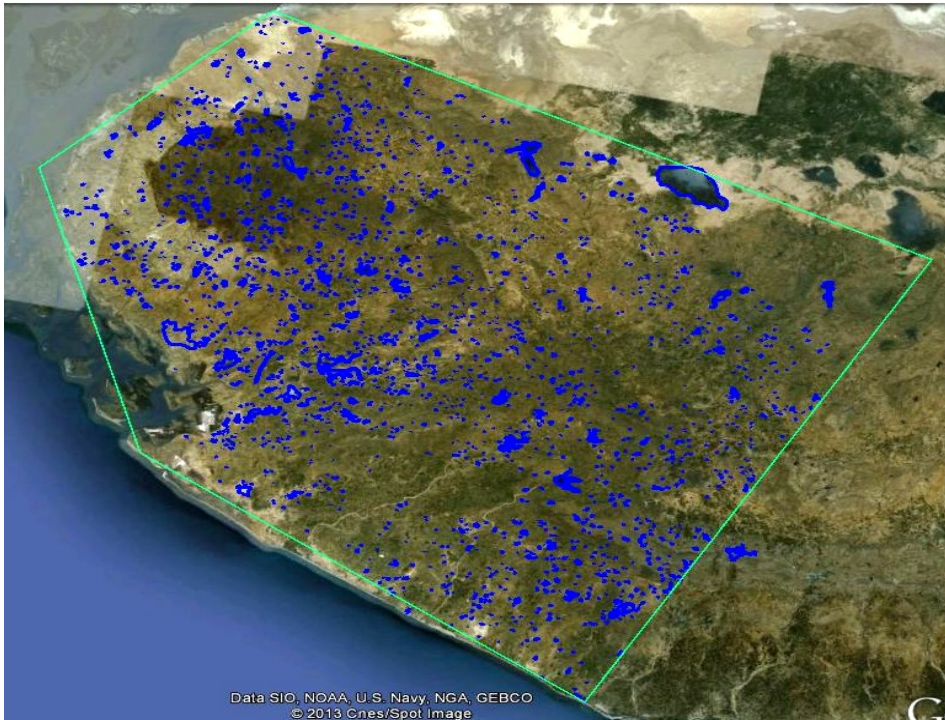 Data SIO, NOAA, U.S. Navy, NGA, GEBCO
© 2013 Cnes/Spot Image